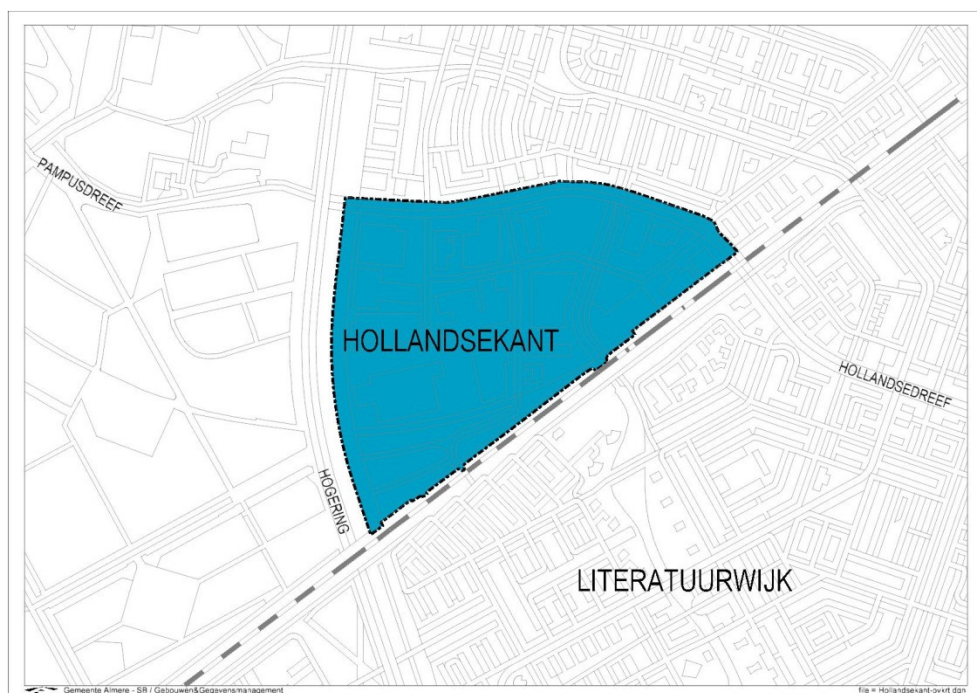 PAMPUSDREEF
HOLLANDSEKANT
HOLLANDSEDREEF
HOGERING
LITERATUURWIJK
Gemeente Almere - SB / Gebouwen&Gegevensmanagement
file = Hollandsekant-ovkrt.dgn